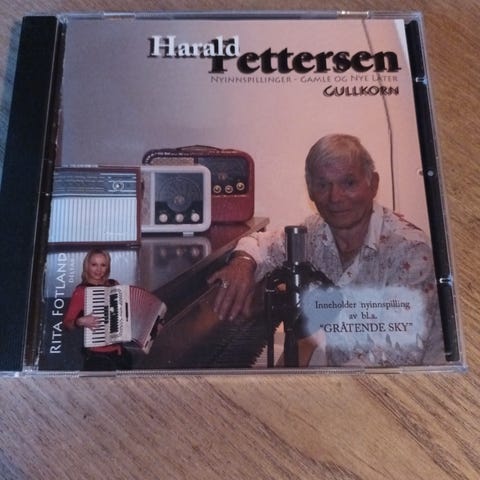 Harald
Pettersen
Nyinnspillinger - Gamle og Nye Låter
Gullkorn
Rita Fotland
Inneholder nyinnspilling
av bl.a.
"GRÅTENDE SKY"